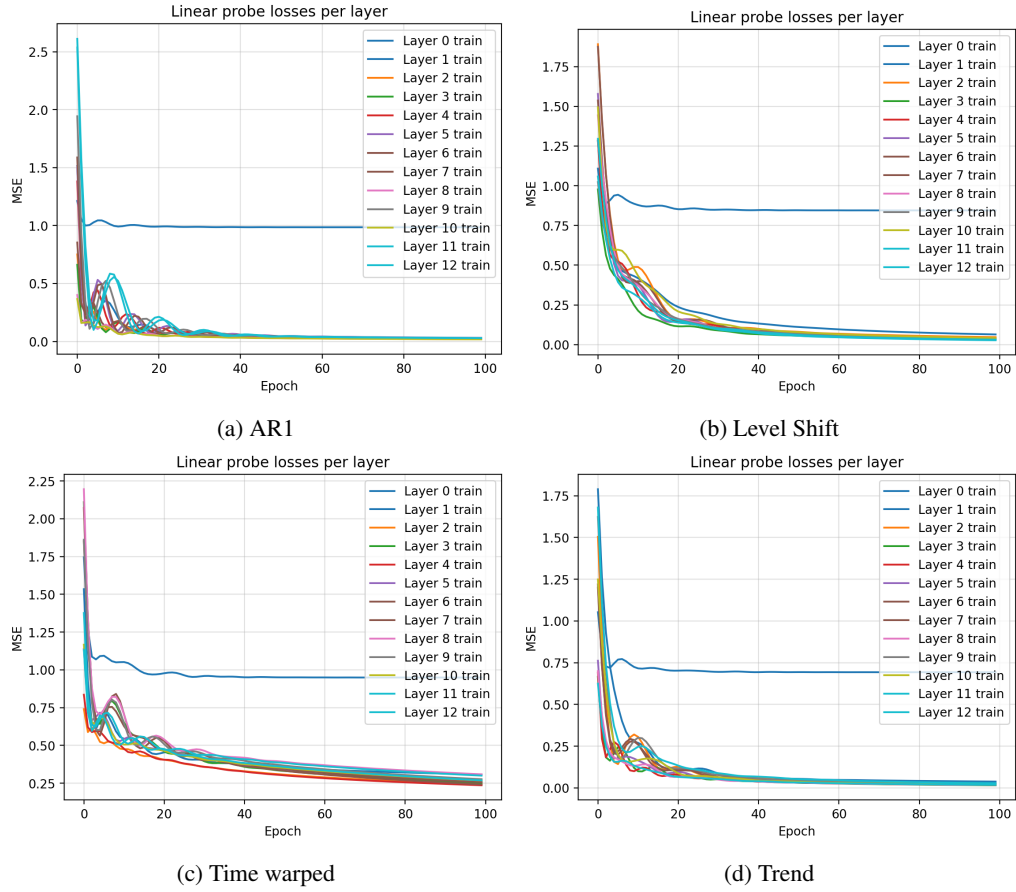 Linear probe losses per layer
2.5
2.0
1.5
1.0
0.5
0.0
MSE
0
20
40
60
80
100
Epoch
Layer 0 train
Layer 1 train
Layer 2 train
Layer 3 train
Layer 4 train
Layer 5 train
Layer 6 train
Layer 7 train
Layer 8 train
Layer 9 train
Layer 10 train
Layer 11 train
Layer 12 train
(a) AR1
Linear probe losses per layer
1.75
1.50
1.25
1.00
0.75
0.50
0.25
0.00
MSE
0
20
40
60
80
100
Epoch
Layer 0 train
Layer 1 train
Layer 2 train
Layer 3 train
Layer 4 train
Layer 5 train
Layer 6 train
Layer 7 train
Layer 8 train
Layer 9 train
Layer 10 train
Layer 11 train
Layer 12 train
(b) Level Shift
Linear probe losses per layer
2.25
2.00
1.75
1.50
1.25
1.00
0.75
0.50
0.25
MSE
0
20
40
60
80
100
Epoch
Layer 0 train
Layer 1 train
Layer 2 train
Layer 3 train
Layer 4 train
Layer 5 train
Layer 6 train
Layer 7 train
Layer 8 train
Layer 9 train
Layer 10 train
Layer 11 train
Layer 12 train
(c) Time warped
Linear probe losses per layer
1.75
1.50
1.25
1.00
0.75
0.50
0.25
0.00
MSE
0
20
40
60
80
100
Epoch
Layer 0 train
Layer 1 train
Layer 2 train
Layer 3 train
Layer 4 train
Layer 5 train
Layer 6 train
Layer 7 train
Layer 8 train
Layer 9 train
Layer 10 train
Layer 11 train
Layer 12 train
(d) Trend